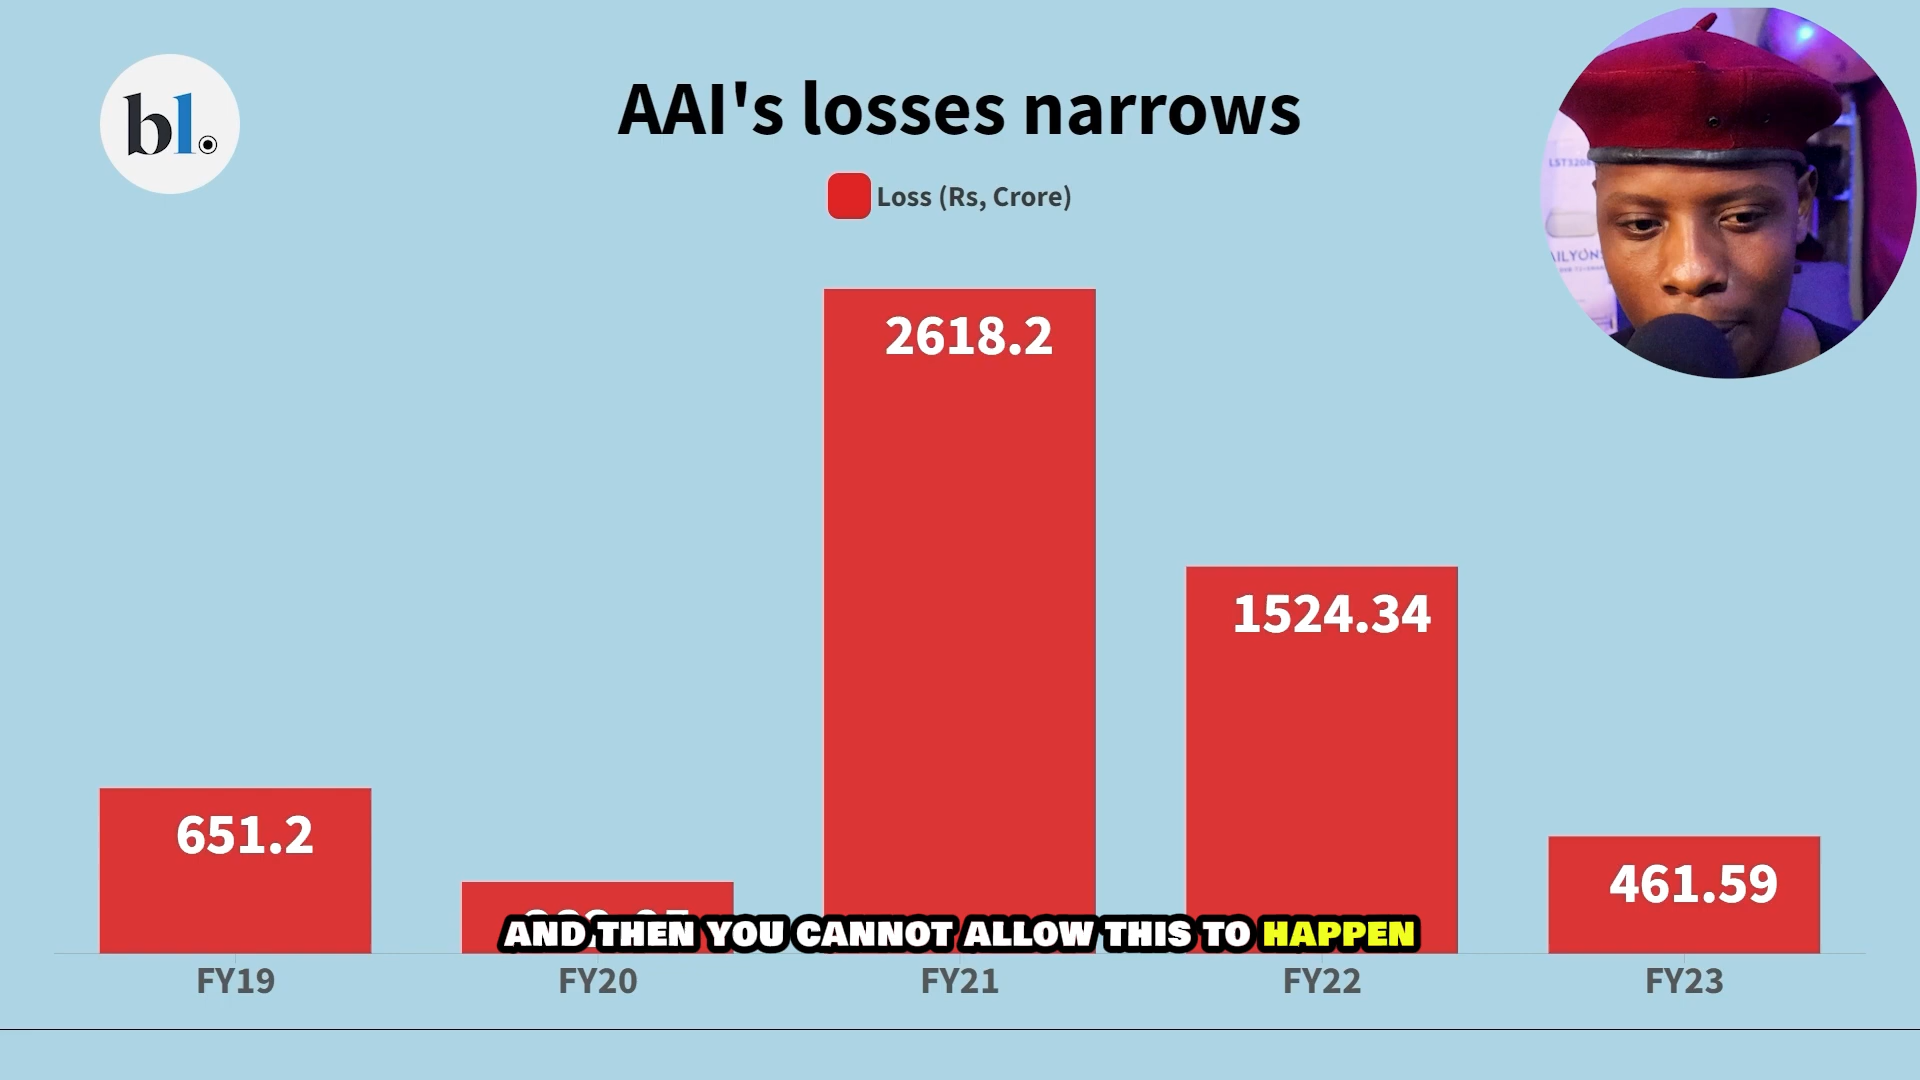 bl.
AAI's losses narrows
Loss (Rs, Crore)
2618.2
1524.34
651.2
461.59
AND THEN YOU CANNOT ALLOW THIS TO HAPPEN
FY19 FY20 FY21 FY22 FY23